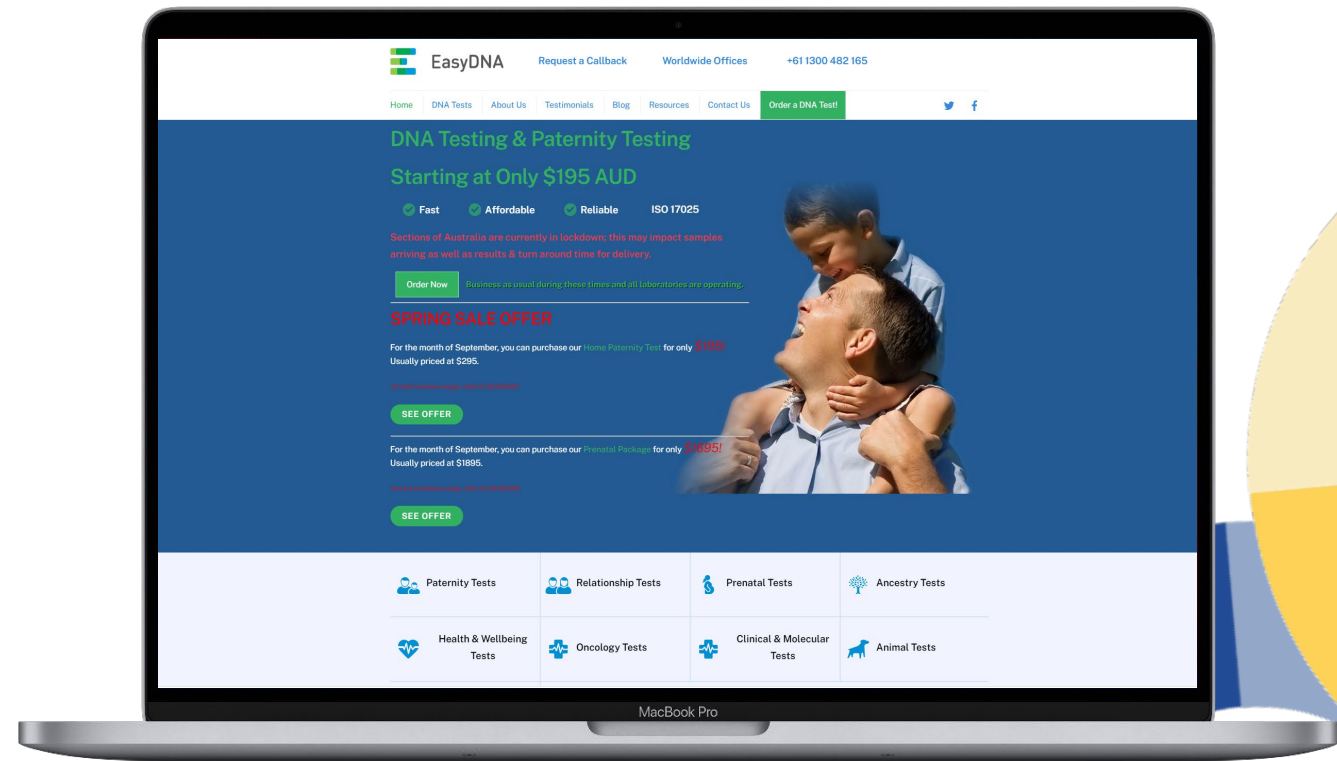 EasyDNA
Request a Callback
Worldwide Offices
+61 1300 482 165
Home
DNA Tests
About Us
Testimonials
Blog
Resources
Contact Us
Order a DNA Test!
DNA Testing & Paternity Testing
Starting at Only $195 AUD
Fast
Affordable
Reliable
ISO 17025
Sections of Australia are currently in lockdown; this may impact samples
arriving as well as results & turn around time for delivery.
Order Now
Business as usual during these times and all laboratories are operating.
SPRING SALE OFFER
For the month of September, you can purchase our Home Paternity Test for only $195!
Usually priced at $295.
SEE OFFER
For the month of September, you can purchase our Prenatal Package for only $1695!
Usually priced at $1895.
SEE OFFER
Paternity Tests
Relationship Tests
Prenatal Tests
Ancestry Tests
Health & Wellbeing
Tests
Oncology Tests
Clinical & Molecular
Tests
Animal Tests
MacBook Pro